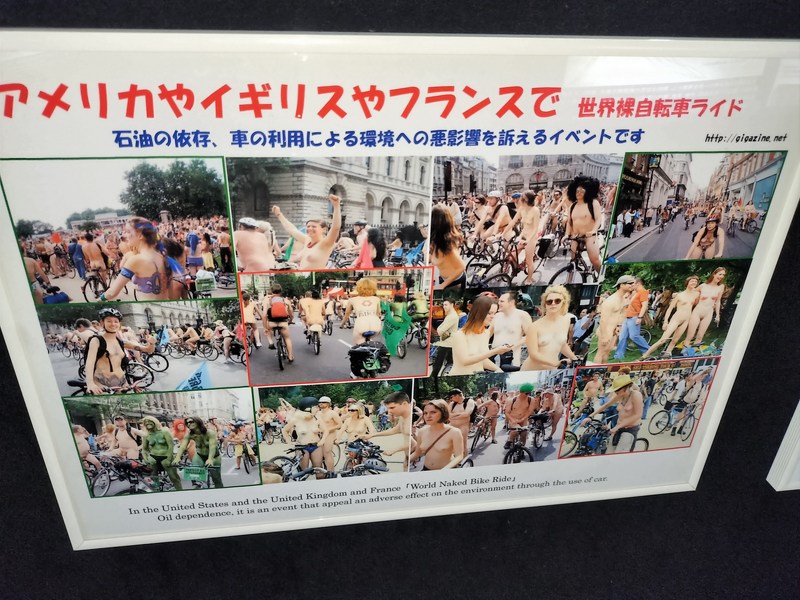 アメリカやイギリスやフランスで 世界裸自転車ライド
石油の依存、車の利用による環境への悪影響を訴えるイベントです
http://gigazine.net
In the United States and the United Kingdom and France「World Naked Bike Ride」
Oil dependence, it is an event that appeal an adverse effect on the environment through the use of car.